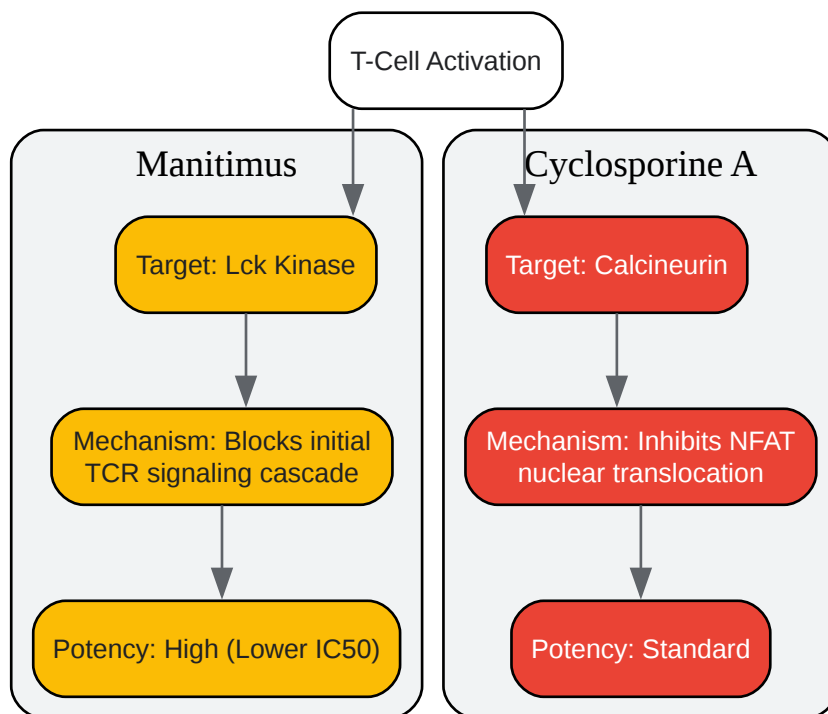 T-Cell Activation
Manitimus
Target: Lck Kinase
Mechanism: Blocks initial
TCR signaling cascade
Potency: High (Lower IC50)
Cyclosporine A
Target: Calcineurin
Mechanism: Inhibits NFAT
nuclear translocation
Potency: Standard